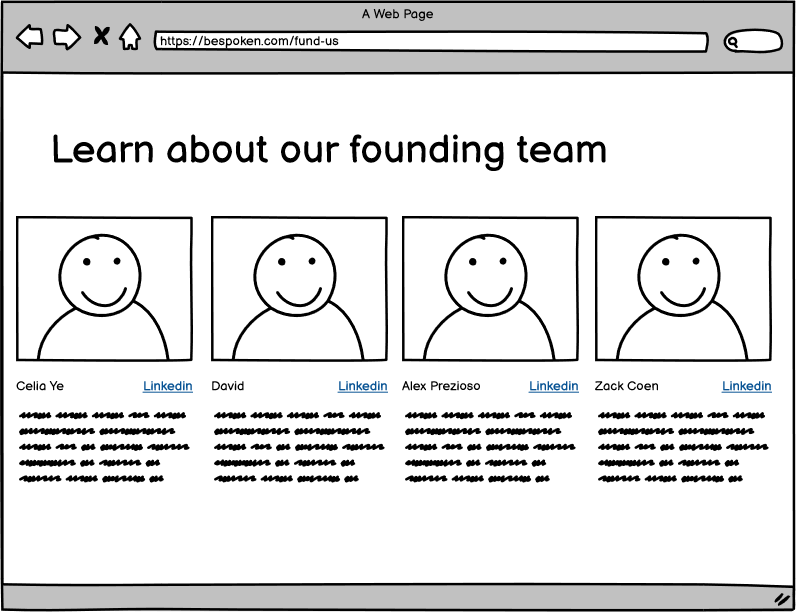 A Web Page
https://bespoken.com/fund-us
Learn about our founding team
Celia Ye Linkedin David Linkedin Alex Prezioso Linkedin Zack Coen Linkedin